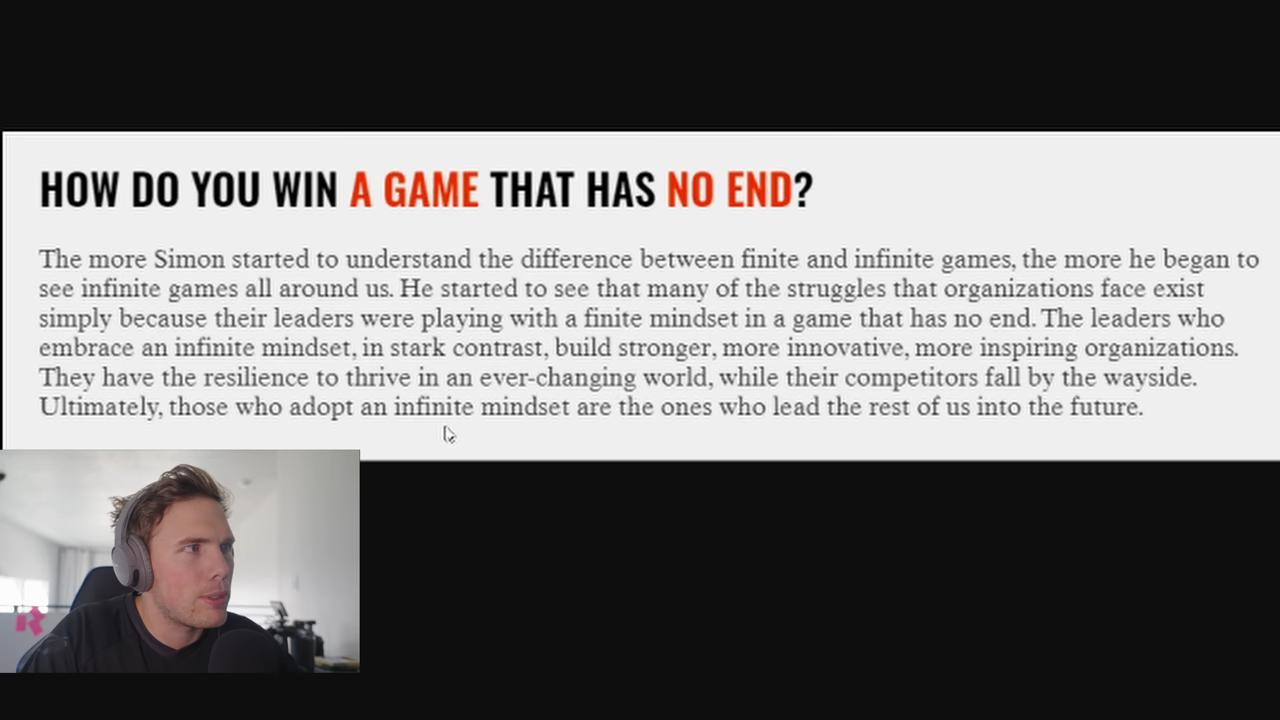 HOW DO YOU WIN A GAME THAT HAS NO END?
The more Simon started to understand the difference between finite and infinite games, the more he began to
see infinite games all around us. He started to see that many of the struggles that organizations face exist
simply because their leaders were playing with a finite mindset in a game that has no end. The leaders who
embrace an infinite mindset, in stark contrast, build stronger, more innovative, more inspiring organizations.
They have the resilience to thrive in an ever-changing world, while their competitors fall by the wayside.
Ultimately, those who adopt an infinite mindset are the ones who lead the rest of us into the future.